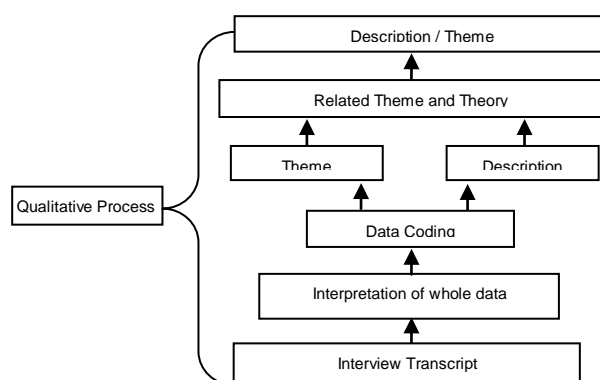 Description / Theme
Related Theme and Theory
Theme
Description
Qualitative Process
Data Coding
Interpretation of whole data
Interview Transcript